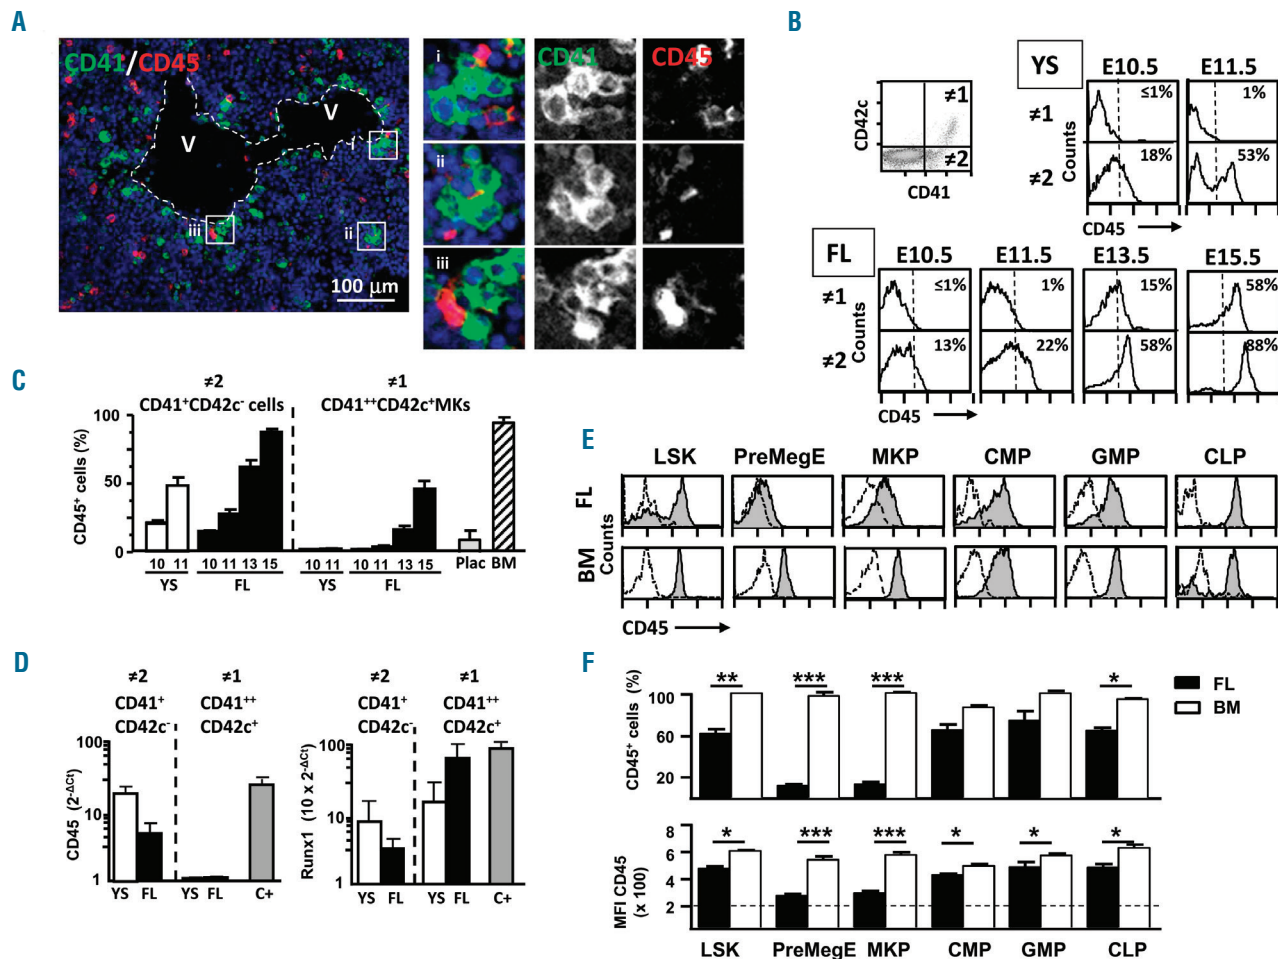 A
CD41/CD45
V
V
i
ii
iii
100 µm
i
CD41
CD45
ii
iii
B
CD42c
≠1
≠2
CD41
YS
E10.5
E11.5
≠1
≤1%
1%
≠2
18%
53%
Counts
CD45
FL
E10.5
E11.5
E13.5
E15.5
≠1
≤1%
1%
15%
58%
≠2
13%
22%
58%
88%
Counts
CD45
C
≠2
CD41+CD42c- cells
≠1
CD41++CD42c+MKs
CD45+ cells (%)
100
50
0
10 11
10 11 13 15
10 11
10 11 13 15
YS
FL
YS
FL
Plac
BM
D
≠2
CD41+
CD42c-
≠1
CD41++
CD42c+
CD45 (2-ΔCt)
100
10
1
YS FL
YS FL
C+
≠2
CD41+
CD42c-
≠1
CD41++
CD42c+
Runx1 (10 x 2-ΔCt)
100
10
1
YS FL
YS FL
C+
E
LSK
PreMegE
MKP
CMP
GMP
CLP
FL
BM
Counts
CD45
F
CD45+ cells (%)
100
60
20
**
***
***
*
FL
BM
MFI CD45
(x 100)
8
6
4
2
*
***
***
*
*
*
LSK
PreMegE
MKP
CMP
GMP
CLP